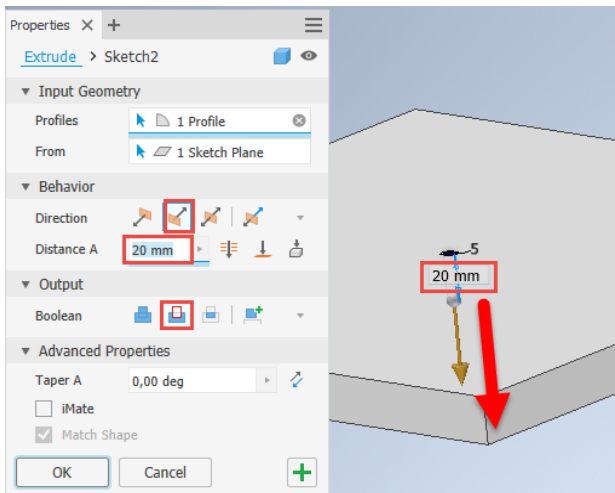 Properties
Extrude > Sketch2
Input Geometry
Profiles 1 Profile
From 1 Sketch Plane
Behavior
Direction
Distance A 20 mm
Output
Boolean
Advanced Properties
Taper A 0,00 deg
iMate
Match Shape
OK Cancel
5
20 mm